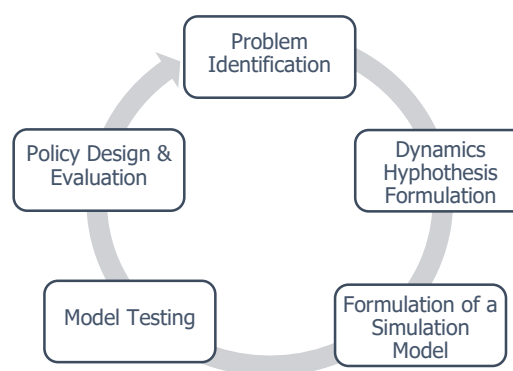 Problem
Identification
Dynamics
Hyphothesis
Formulation
Formulation of a
Simulation
Model
Model Testing
Policy Design &
Evaluation